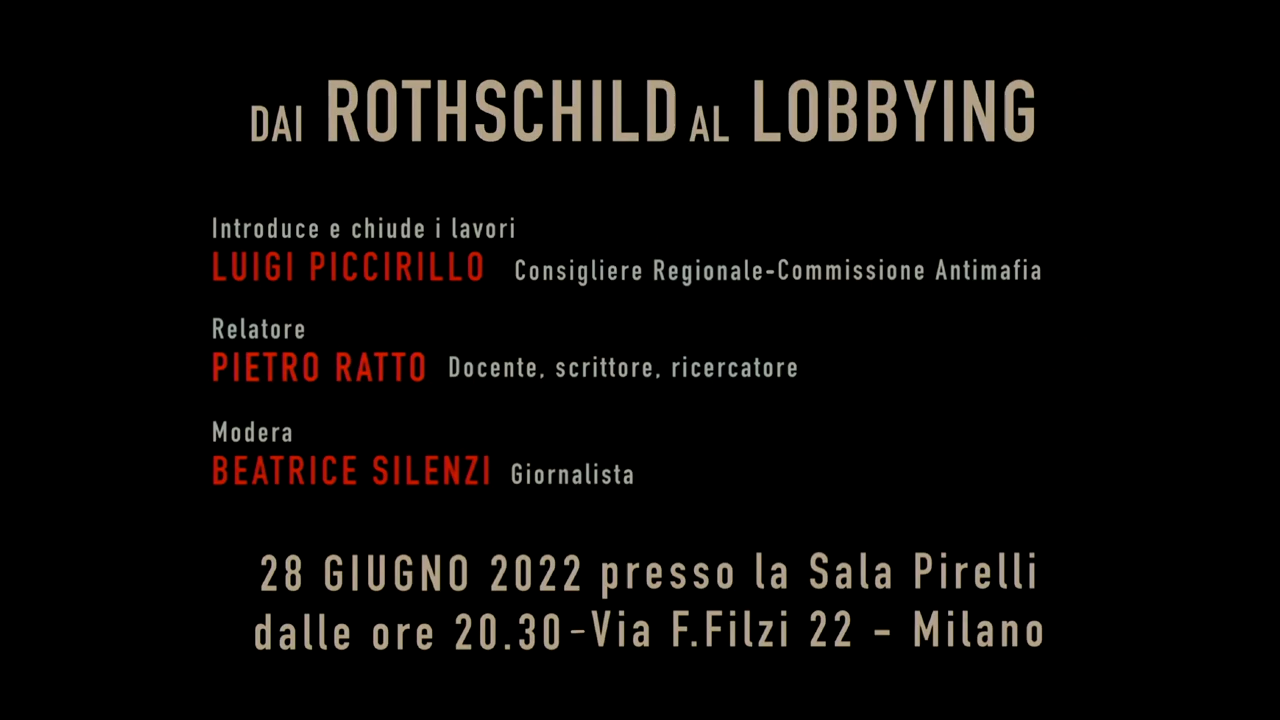 DAI ROTHSCHILD AL LOBBYING
Introduce e chiude i lavori
LUIGI PICCIRILLO Consigliere Regionale-Commissione Antimafia
Relatore
PIETRO RATTO Docente, scrittore, ricercatore
Modera
BEATRICE SILENZI Giornalista
28 GIUGNO 2022 presso la Sala Pirelli
dalle ore 20.30-Via F.Filzi 22 - Milano